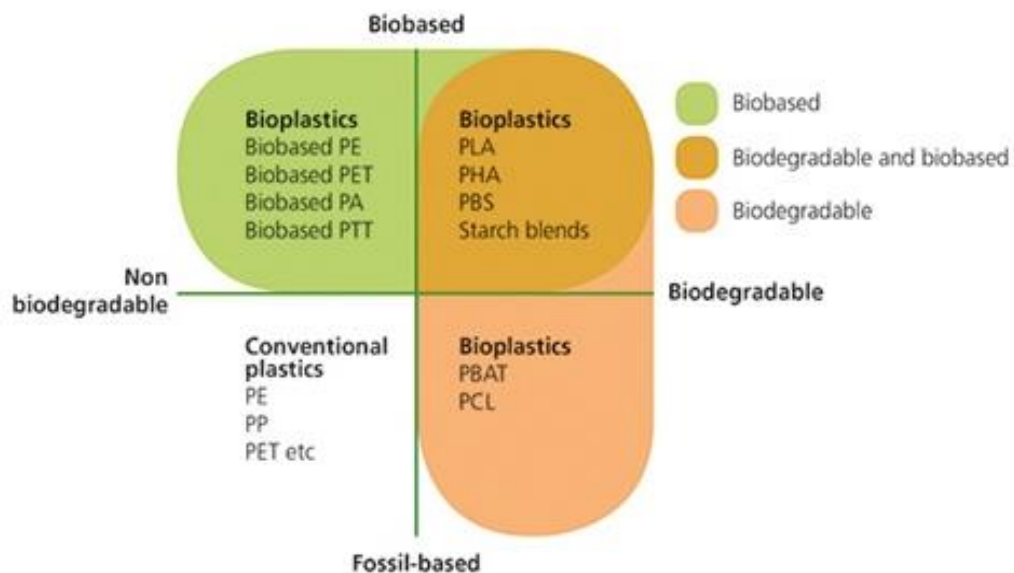 Biobased
Bioplastics
Biobased PE
Biobased PET
Biobased PA
Biobased PTT
Bioplastics
PLA
PHA
PBS
Starch blends
Biobased
Biodegradable and biobased
Biodegradable
Non
biodegradable
Biodegradable
Conventional
plastics
PE
PP
PET etc
Bioplastics
PBAT
PCL
Fossil-based